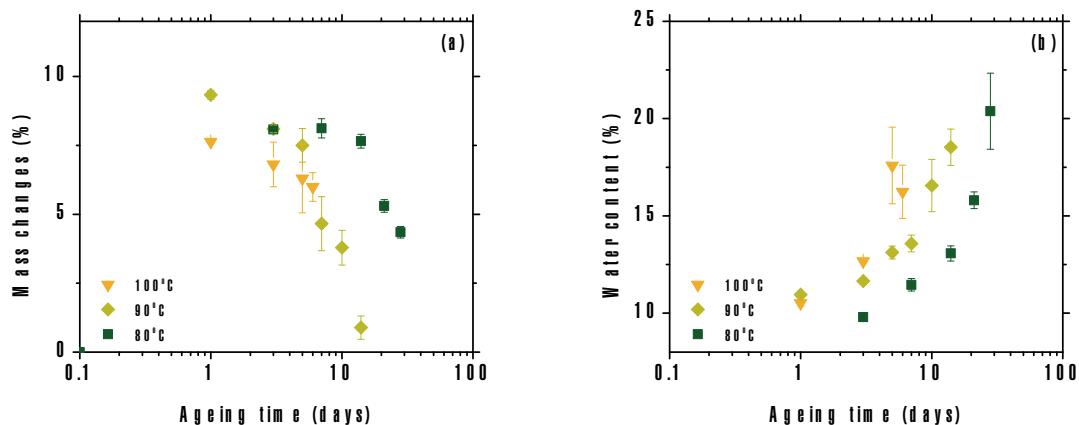 (a)
10
5
0
Mass changes (%)
100°C
90°C
80°C
0.1 1 10 100
Ageing time (days)
(b)
25
20
15
10
Water content (%)
100°C
90°C
80°C
0.1 1 10 100
Ageing time (days)